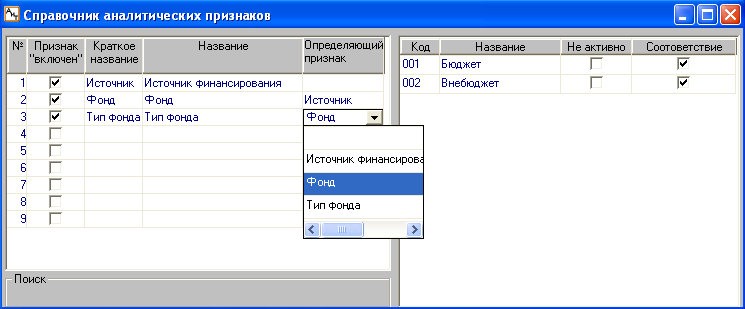 Справочник аналитических признаков
№ Признак "включен" Краткое название Название Определяющий признак
1 Источник Источник финансирования
2 Фонд Фонд Источник
3 Тип фонда Тип фонда Фонд
4
5
6
7
8
9
Источник финансирова
Фонд
Тип фонда
Поиск
Код Название Не активно Соотоветствие
001 Бюджет
002 Внебюджет